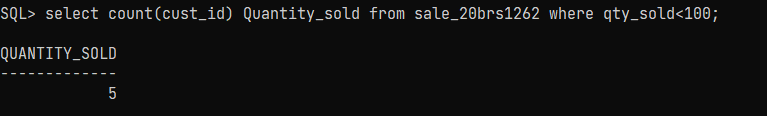 SQL> select count(cust_id) Quantity_sold from sale_20brs1262 where qty_sold<100;
QUANTITY_SOLD
-------------
5